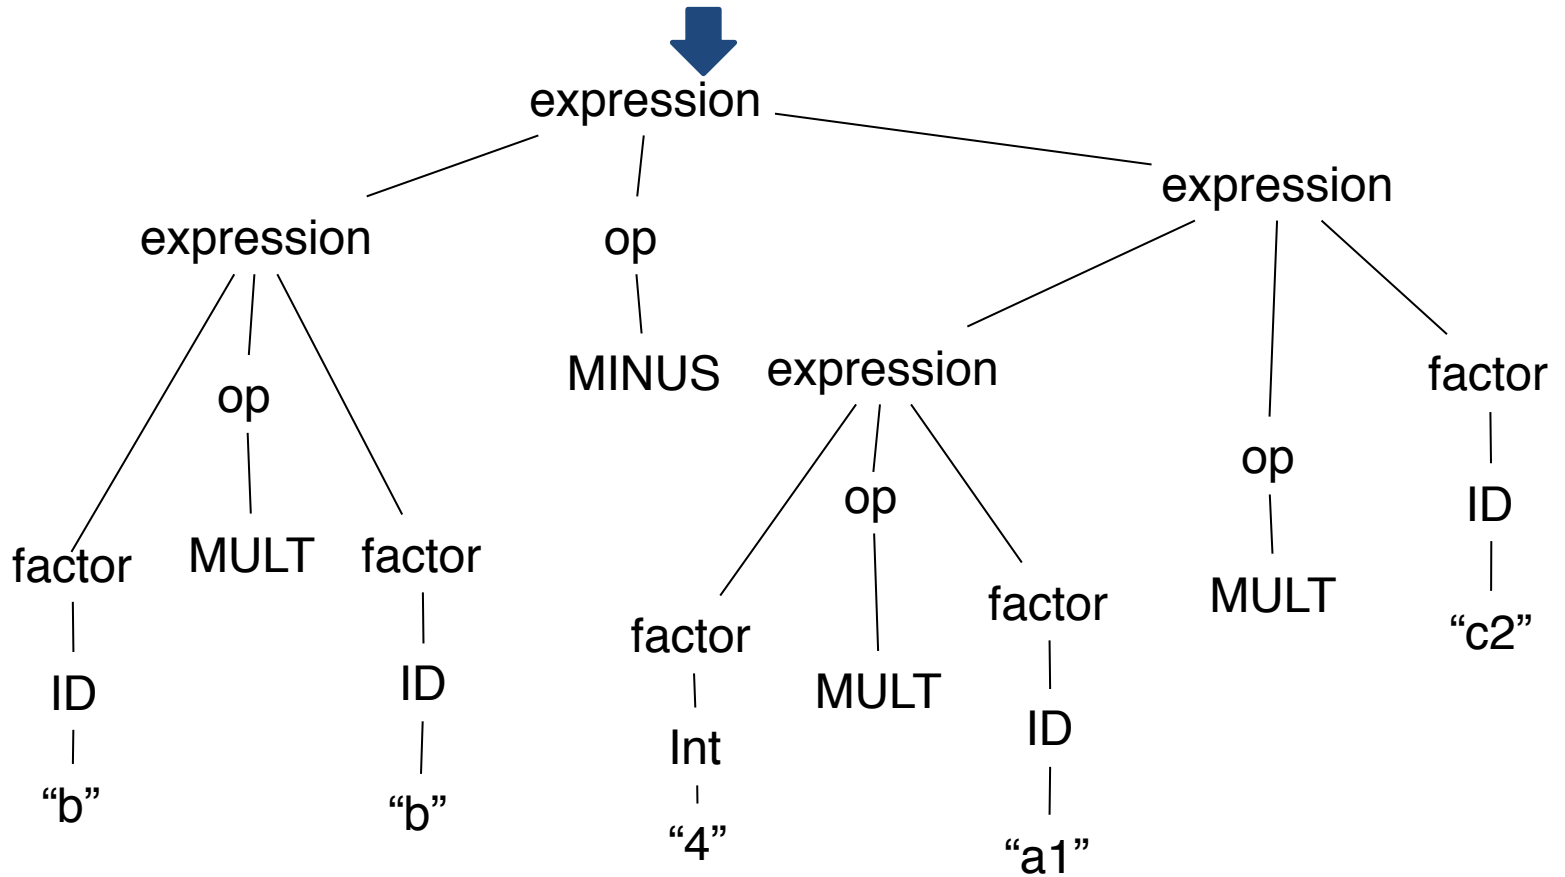 expression
expression
expression
op
MINUS
expression
factor
op
MULT
factor
factor
op
MULT
factor
factor
op
MULT
ID
“c2”
ID
“b”
ID
“b”
Int
“4”
ID
“a1”